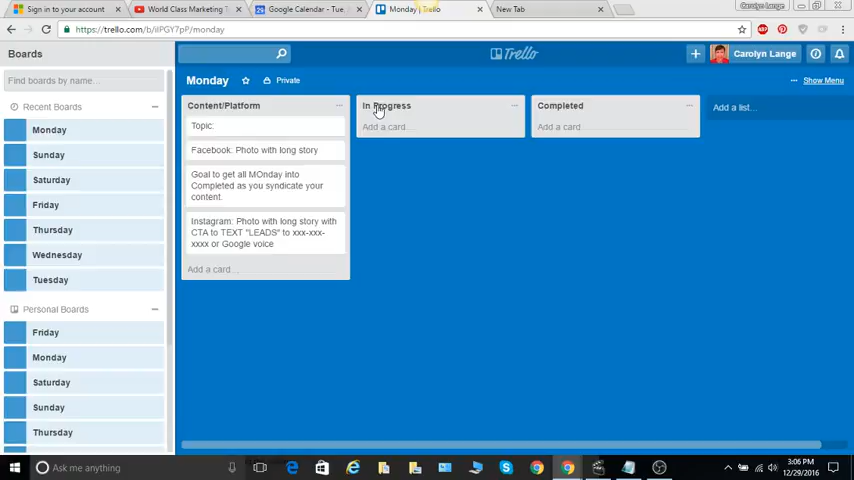 Sign in to your account
World Class Marketing T
Google Calendar - Tue,
Monday | Trello
New Tab
Carolyn Lange
https://trello.com/b/iIPGY7pP/monday
Boards
Trello
Carolyn Lange
Find boards by name...
Monday
Private
Show Menu
Recent Boards
Content/Platform
In Progress
Completed
Add a list...
Monday
Topic:
Add a card...
Add a card...
Sunday
Facebook: Photo with long story
Saturday
Goal to get all MOnday into
Completed as you syndicate your
content.
Friday
Thursday
Instagram: Photo with long story with
CTA to TEXT "LEADS" to xxx-xxx-
xxxx or Google voice
Wednesday
Add a card...
Tuesday
Personal Boards
Friday
Monday
Saturday
Sunday
Thursday
Ask me anything
3:06 PM
12/29/2016